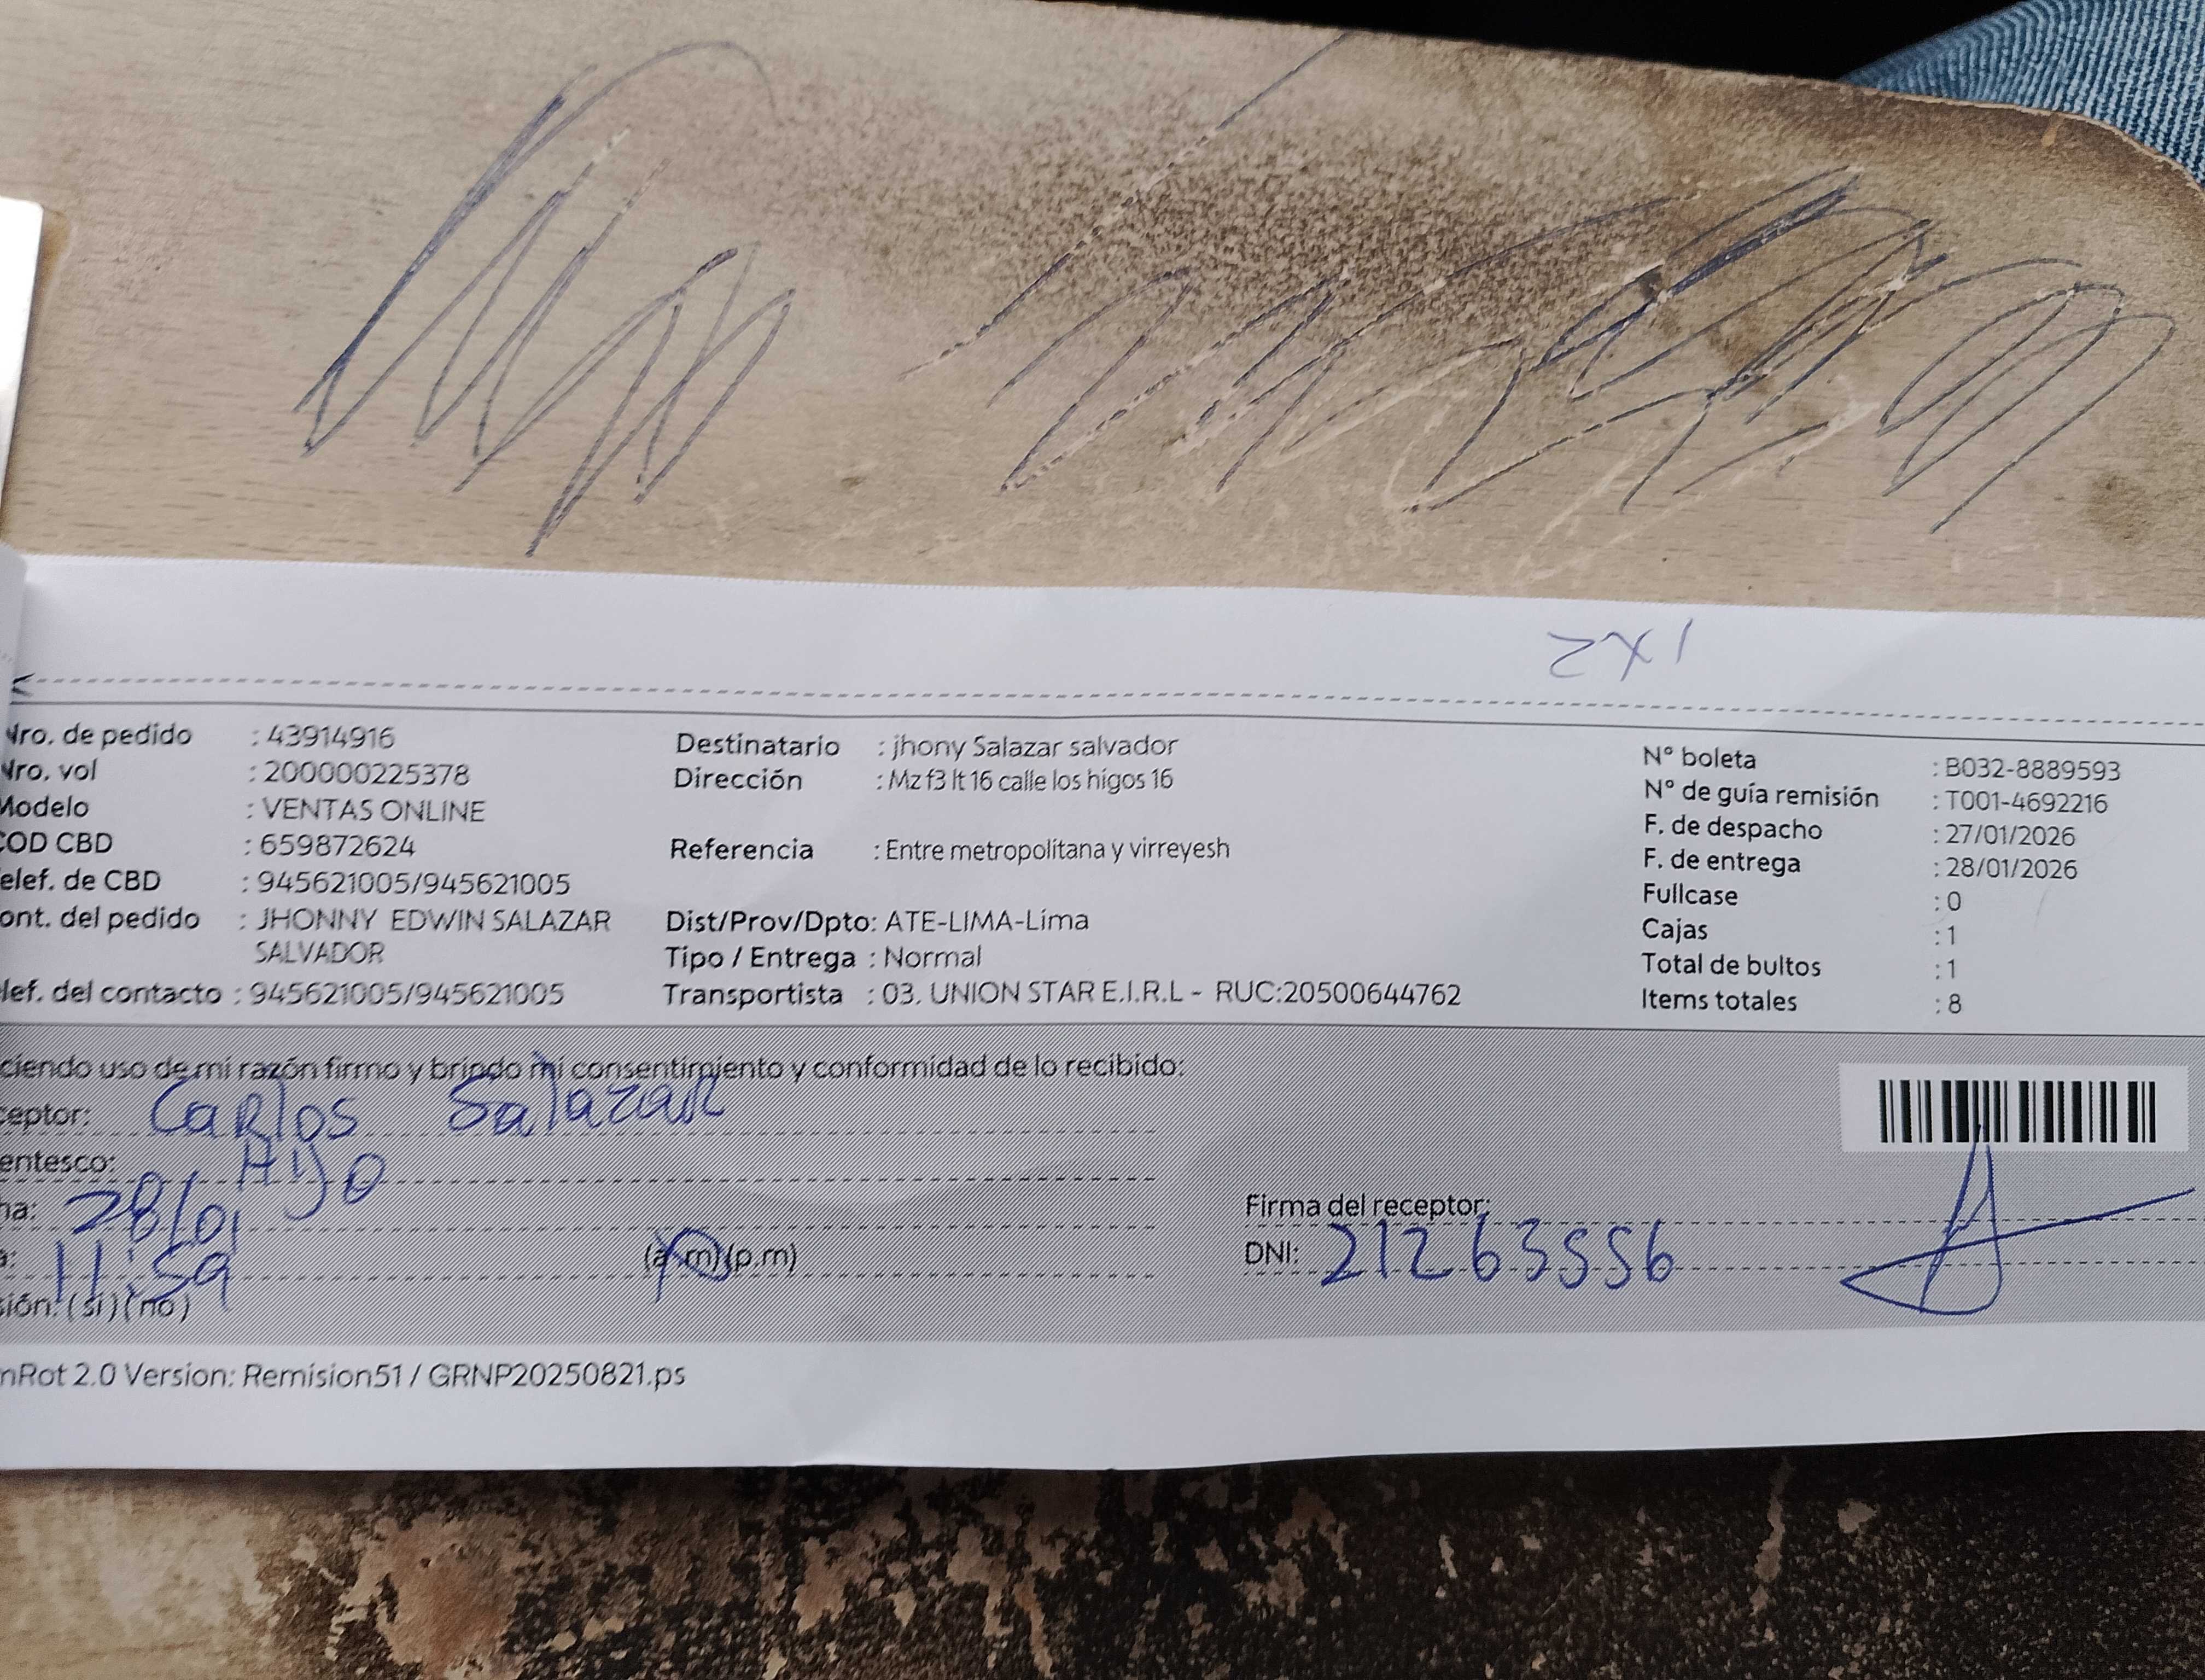 2x1
Nro. de pedido : 43914916
Nro. vol : 200000225378
Modelo : VENTAS ONLINE
COD CBD : 659872624
elef. de CBD : 945621005/945621005
ont. del pedido : JHONNY EDWIN SALAZAR
SALVADOR
lef. del contacto : 945621005/945621005
Destinatario : jhony Salazar salvador
Dirección : Mz f3 lt 16 calle los higos 16
Referencia : Entre metropolitana y virreyesh
Dist/Prov/Dpto: ATE-LIMA-Lima
Tipo / Entrega : Normal
Transportista : 03. UNION STAR E.I.R.L - RUC:20500644762
N° boleta : B032-8889593
N° de guía remisión : T001-4692216
F. de despacho : 27/01/2026
F. de entrega : 28/01/2026
Fullcase : 0
Cajas : 1
Total de bultos : 1
Items totales : 8
ciendo uso de mi razón firmo y brindo mi consentimiento y conformidad de lo recibido:
ceptor: Carlos Salazar
entesco: HIJO
ha: 28/01
a: 11:59 (a.m)(p.m)
sión: (si)(no)
Firma del receptor:
DNI: 21263556
mRot 2.0 Version: Remision51 / GRNP20250821.ps